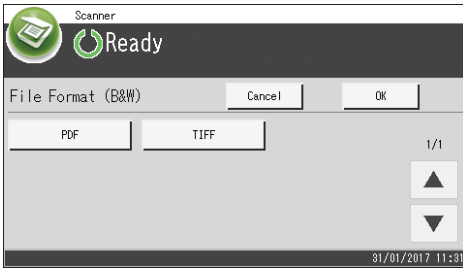 Scanner
Ready
File Format (B&W)
Cancel
OK
PDF
TIFF
1/1
31/01/2017 11:31